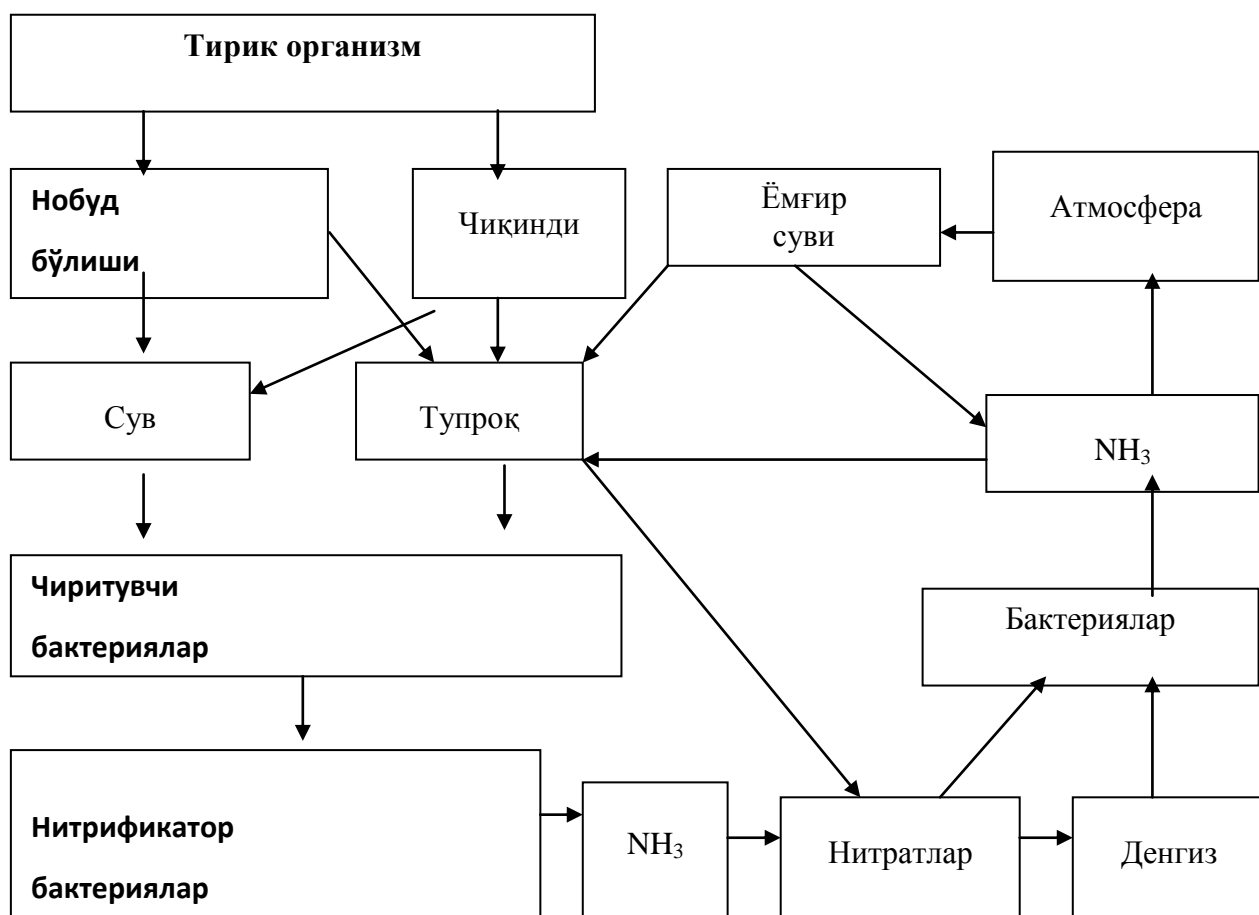 Тирик организм
Нобуд
бўлиши
Чиқинди
Ёмғир
суви
Атмосфера
Сув
Тупроқ
NH₃
Чиритувчи
бактериялар
Бактериялар
Нитрификатор
бактериялар
NH₃
Нитратлар
Денгиз